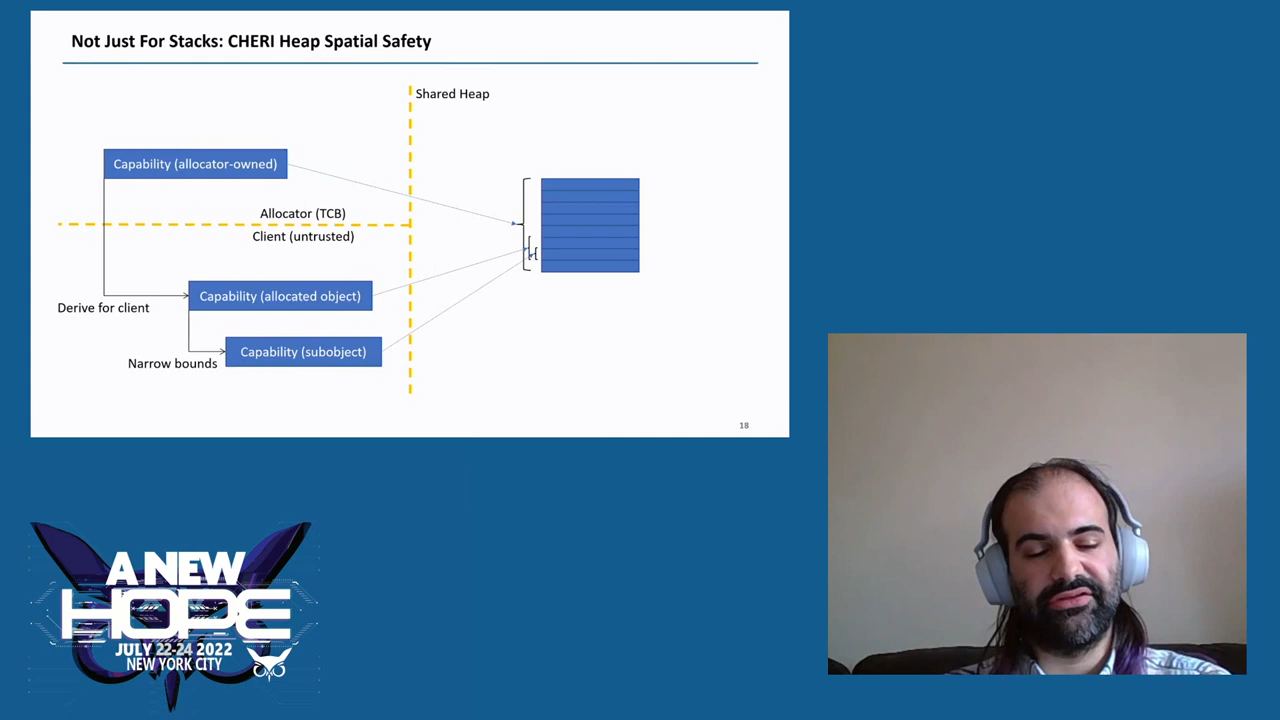 Not Just For Stacks: CHERI Heap Spatial Safety
Shared Heap
Capability (allocator-owned)
Allocator (TCB)
Client (untrusted)
Capability (allocated object)
Derive for client
Capability (subobject)
Narrow bounds
18
A NEW
HOPE
JULY 22-24 2022
NEW YORK CITY